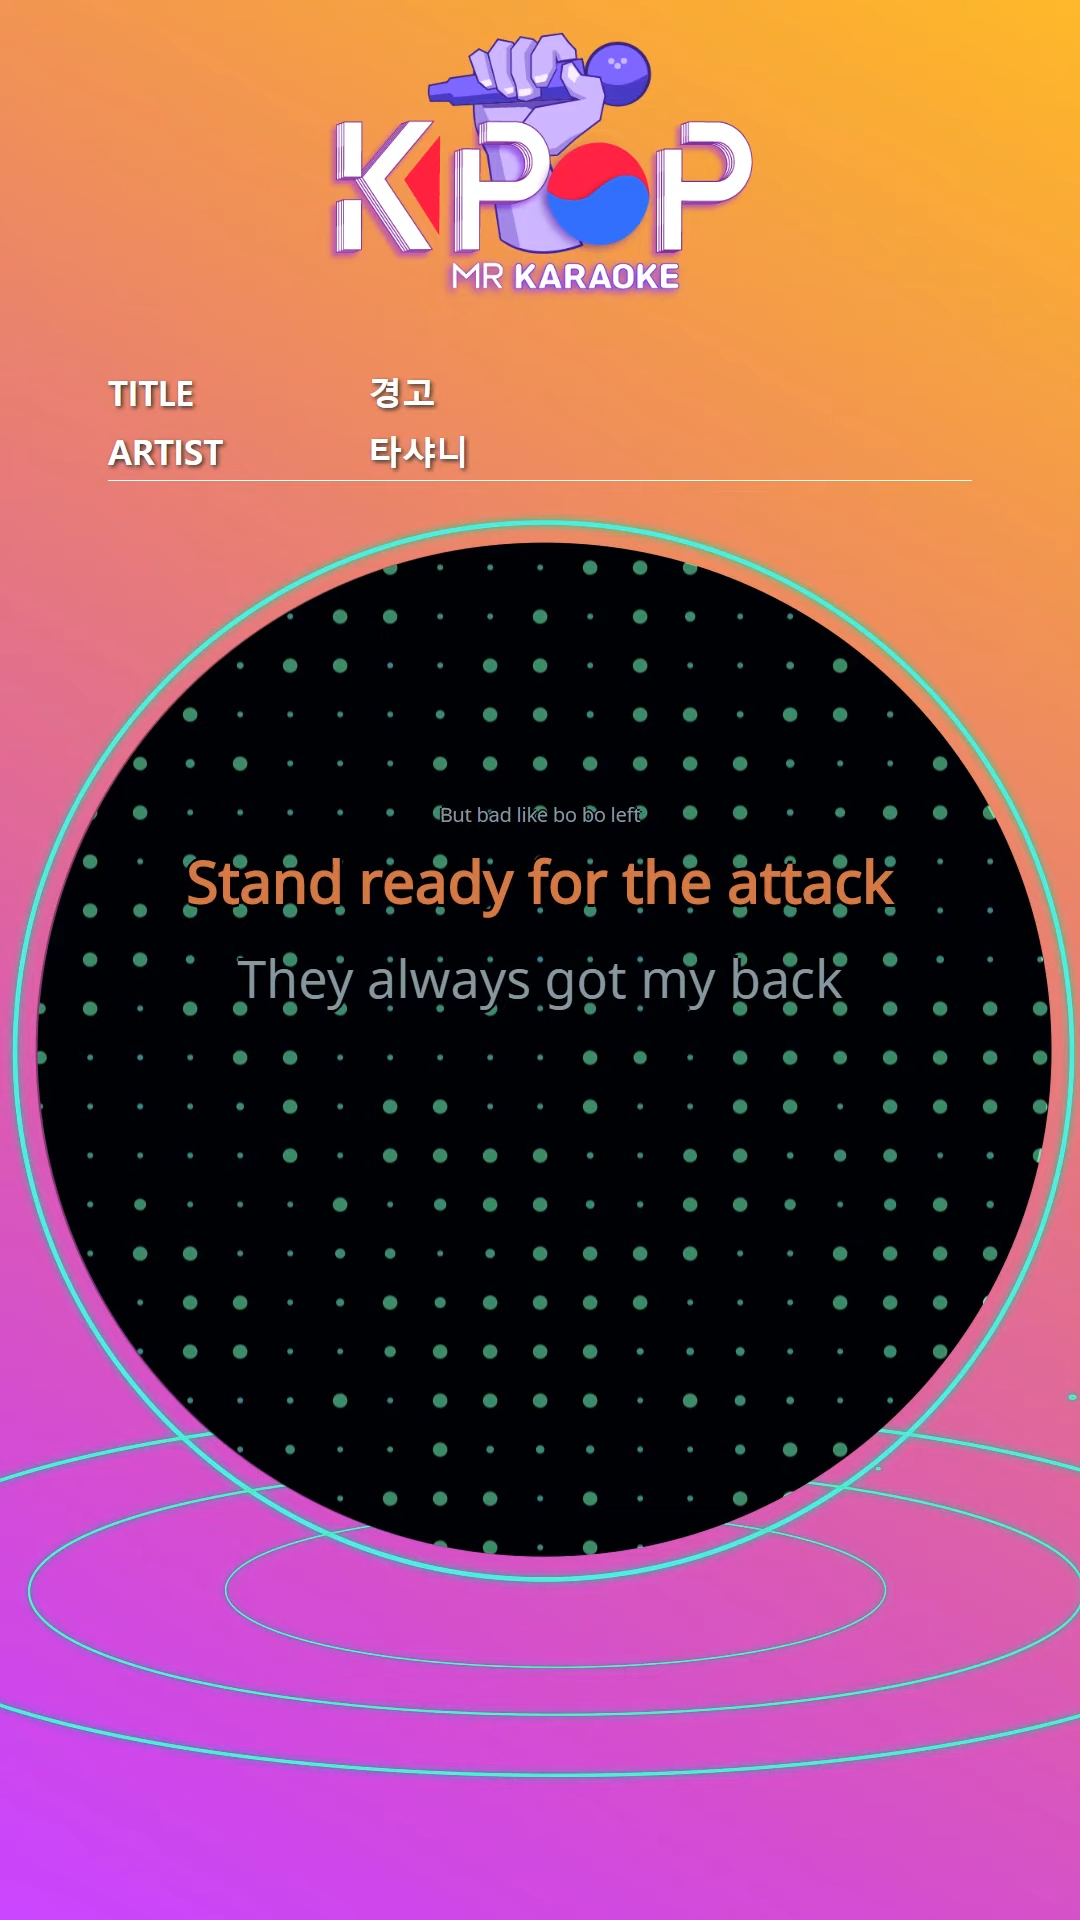 KPOP
MR KARAOKE
TITLE 경고
ARTIST 타샤니
But bad like bo bo left
Stand ready for the attack
They always got my back